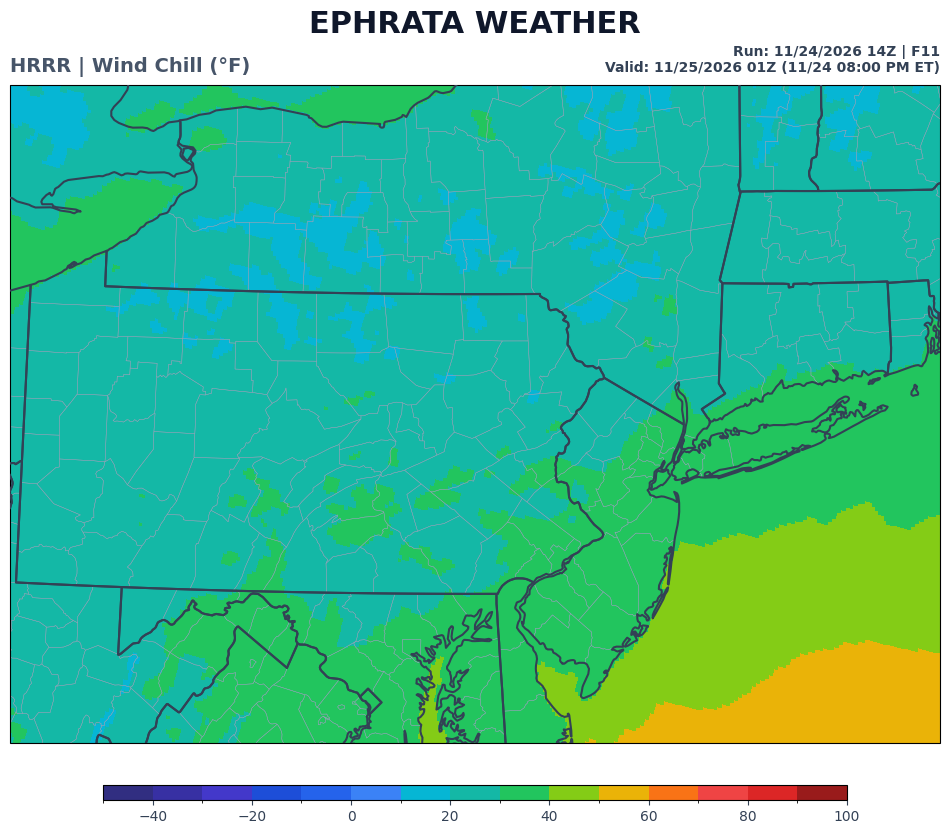 EPHRATA WEATHER
HRRR | Wind Chill (°F)
Run: 11/24/2026 14Z | F11
Valid: 11/25/2026 01Z (11/24 08:00 PM ET)
−40 −20 0 20 40 60 80 100